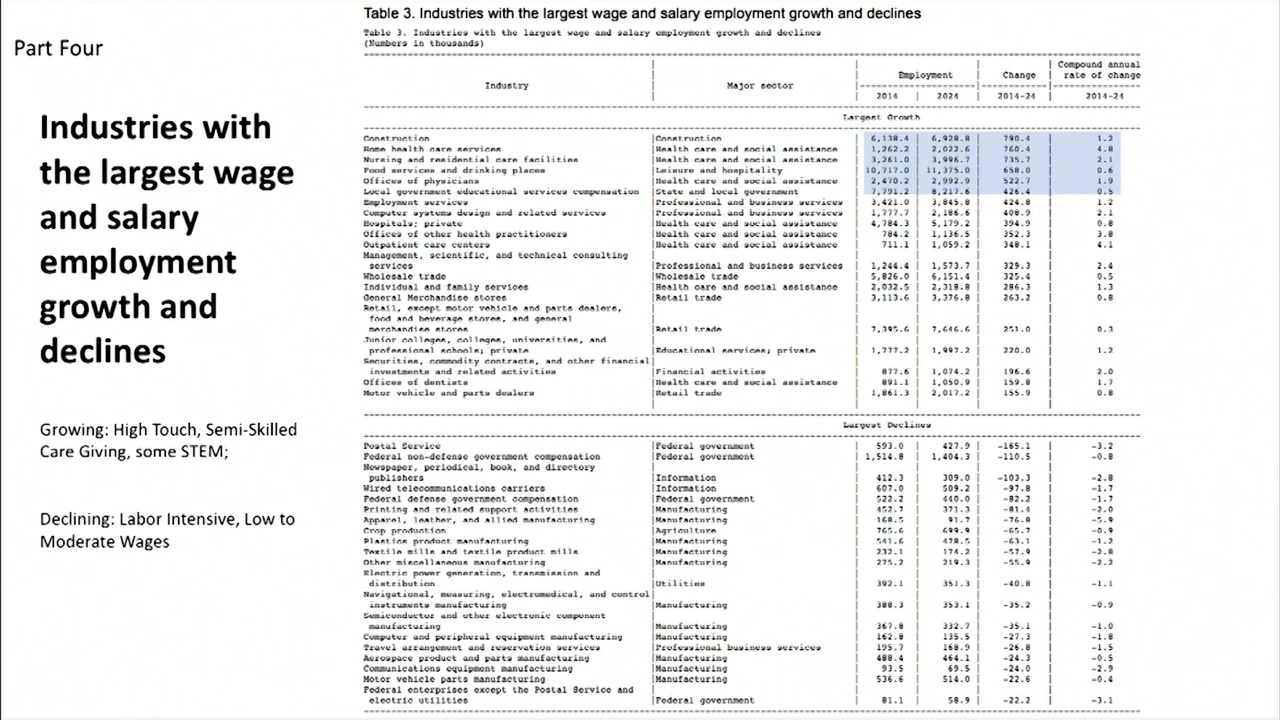 Part Four
Industries with
the largest wage
and salary
employment
growth and
declines
Growing: High Touch, Semi-Skilled
Care Giving, some STEM;
Declining: Labor Intensive, Low to
Moderate Wages
Table 3. Industries with the largest wage and salary employment growth and declines
Table 3. Industries with the largest wage and salary employment growth and declines
(Numbers in thousands)
Industry | Major sector | Employment | Change | Compound annual rate of change
2014 | 2024 | 2014-24 | 2014-24
Largest Growth
Construction | Construction | 6,138.4 | 6,928.8 | 790.4 | 1.2
Home health care services | Health care and social assistance | 1,262.2 | 2,022.6 | 760.4 | 4.8
Nursing and residential care facilities | Health care and social assistance | 3,261.0 | 3,996.7 | 735.7 | 2.1
Food services and drinking places | Leisure and hospitality | 10,717.0 | 11,375.0 | 658.0 | 0.6
Offices of physicians | Health care and social assistance | 2,470.2 | 2,992.9 | 522.7 | 1.9
Local government educational services compensation | State and local government | 7,791.2 | 8,217.6 | 426.4 | 0.5
Employment services | Professional and business services | 3,421.0 | 3,845.8 | 424.8 | 1.2
Computer systems design and related services | Professional and business services | 1,777.7 | 2,186.6 | 408.9 | 2.1
Hospitals; private | Health care and social assistance | 4,784.3 | 5,179.2 | 394.9 | 0.8
Offices of other health practitioners | Health care and social assistance | 784.2 | 1,136.5 | 352.3 | 3.8
Outpatient care centers | Health care and social assistance | 711.1 | 1,059.2 | 348.1 | 4.1
Management, scientific, and technical consulting
services | Professional and business services | 1,244.4 | 1,573.7 | 329.3 | 2.4
Wholesale trade | Wholesale trade | 5,826.0 | 6,151.4 | 325.4 | 0.5
Individual and family services | Health care and social assistance | 2,032.5 | 2,318.8 | 286.3 | 1.3
General Merchandise stores | Retail trade | 3,113.6 | 3,376.8 | 263.2 | 0.8
Retail, except motor vehicle and parts dealers,
food and beverage stores, and general
merchandise stores | Retail trade | 7,395.6 | 7,646.6 | 251.0 | 0.3
Junior colleges, colleges, universities, and
professional schools; private | Educational services; private | 1,777.2 | 1,997.2 | 220.0 | 1.2
Securities, commodity contracts, and other financial
investments and related activities | Financial activities | 877.6 | 1,074.2 | 196.6 | 2.0
Offices of dentists | Health care and social assistance | 891.1 | 1,050.9 | 159.8 | 1.7
Motor vehicle and parts dealers | Retail trade | 1,861.3 | 2,017.2 | 155.9 | 0.8
Largest Declines
Postal Service | Federal government | 593.0 | 427.9 | -165.1 | -3.2
Federal non-defense government compensation | Federal government | 1,514.8 | 1,404.3 | -110.5 | -0.8
Newspaper, periodical, book, and directory
publishers | Information | 412.3 | 309.0 | -103.3 | -2.8
Wired telecommunications carriers | Information | 607.0 | 509.2 | -97.8 | -1.7
Federal defense government compensation | Federal government | 522.2 | 440.0 | -82.2 | -1.7
Printing and related support activities | Manufacturing | 452.7 | 371.3 | -81.4 | -2.0
Apparel, leather, and allied manufacturing | Manufacturing | 168.5 | 91.7 | -76.8 | -5.9
Crop production | Agriculture | 765.6 | 699.9 | -65.7 | -0.9
Plastics product manufacturing | Manufacturing | 541.6 | 478.5 | -63.1 | -1.2
Textile mills and textile product mills | Manufacturing | 232.1 | 174.2 | -57.9 | -2.8
Other miscellaneous manufacturing | Manufacturing | 275.2 | 219.3 | -55.9 | -2.2
Electric power generation, transmission and
distribution | Utilities | 392.1 | 351.3 | -40.8 | -1.1
Navigational, measuring, electromedical, and control
instruments manufacturing | Manufacturing | 388.3 | 353.1 | -35.2 | -0.9
Semiconductor and other electronic component
manufacturing | Manufacturing | 367.8 | 332.7 | -35.1 | -1.0
Computer and peripheral equipment manufacturing | Manufacturing | 162.8 | 135.5 | -27.3 | -1.8
Travel arrangement and reservation services | Professional business services | 195.7 | 168.9 | -26.8 | -1.5
Aerospace product and parts manufacturing | Manufacturing | 488.4 | 464.1 | -24.3 | -0.5
Communications equipment manufacturing | Manufacturing | 93.5 | 69.5 | -24.0 | -2.9
Motor vehicle parts manufacturing | Manufacturing | 536.6 | 514.0 | -22.6 | -0.4
Federal enterprises except the Postal Service and
electric utilities | Federal government | 81.1 | 58.9 | -22.2 | -3.1